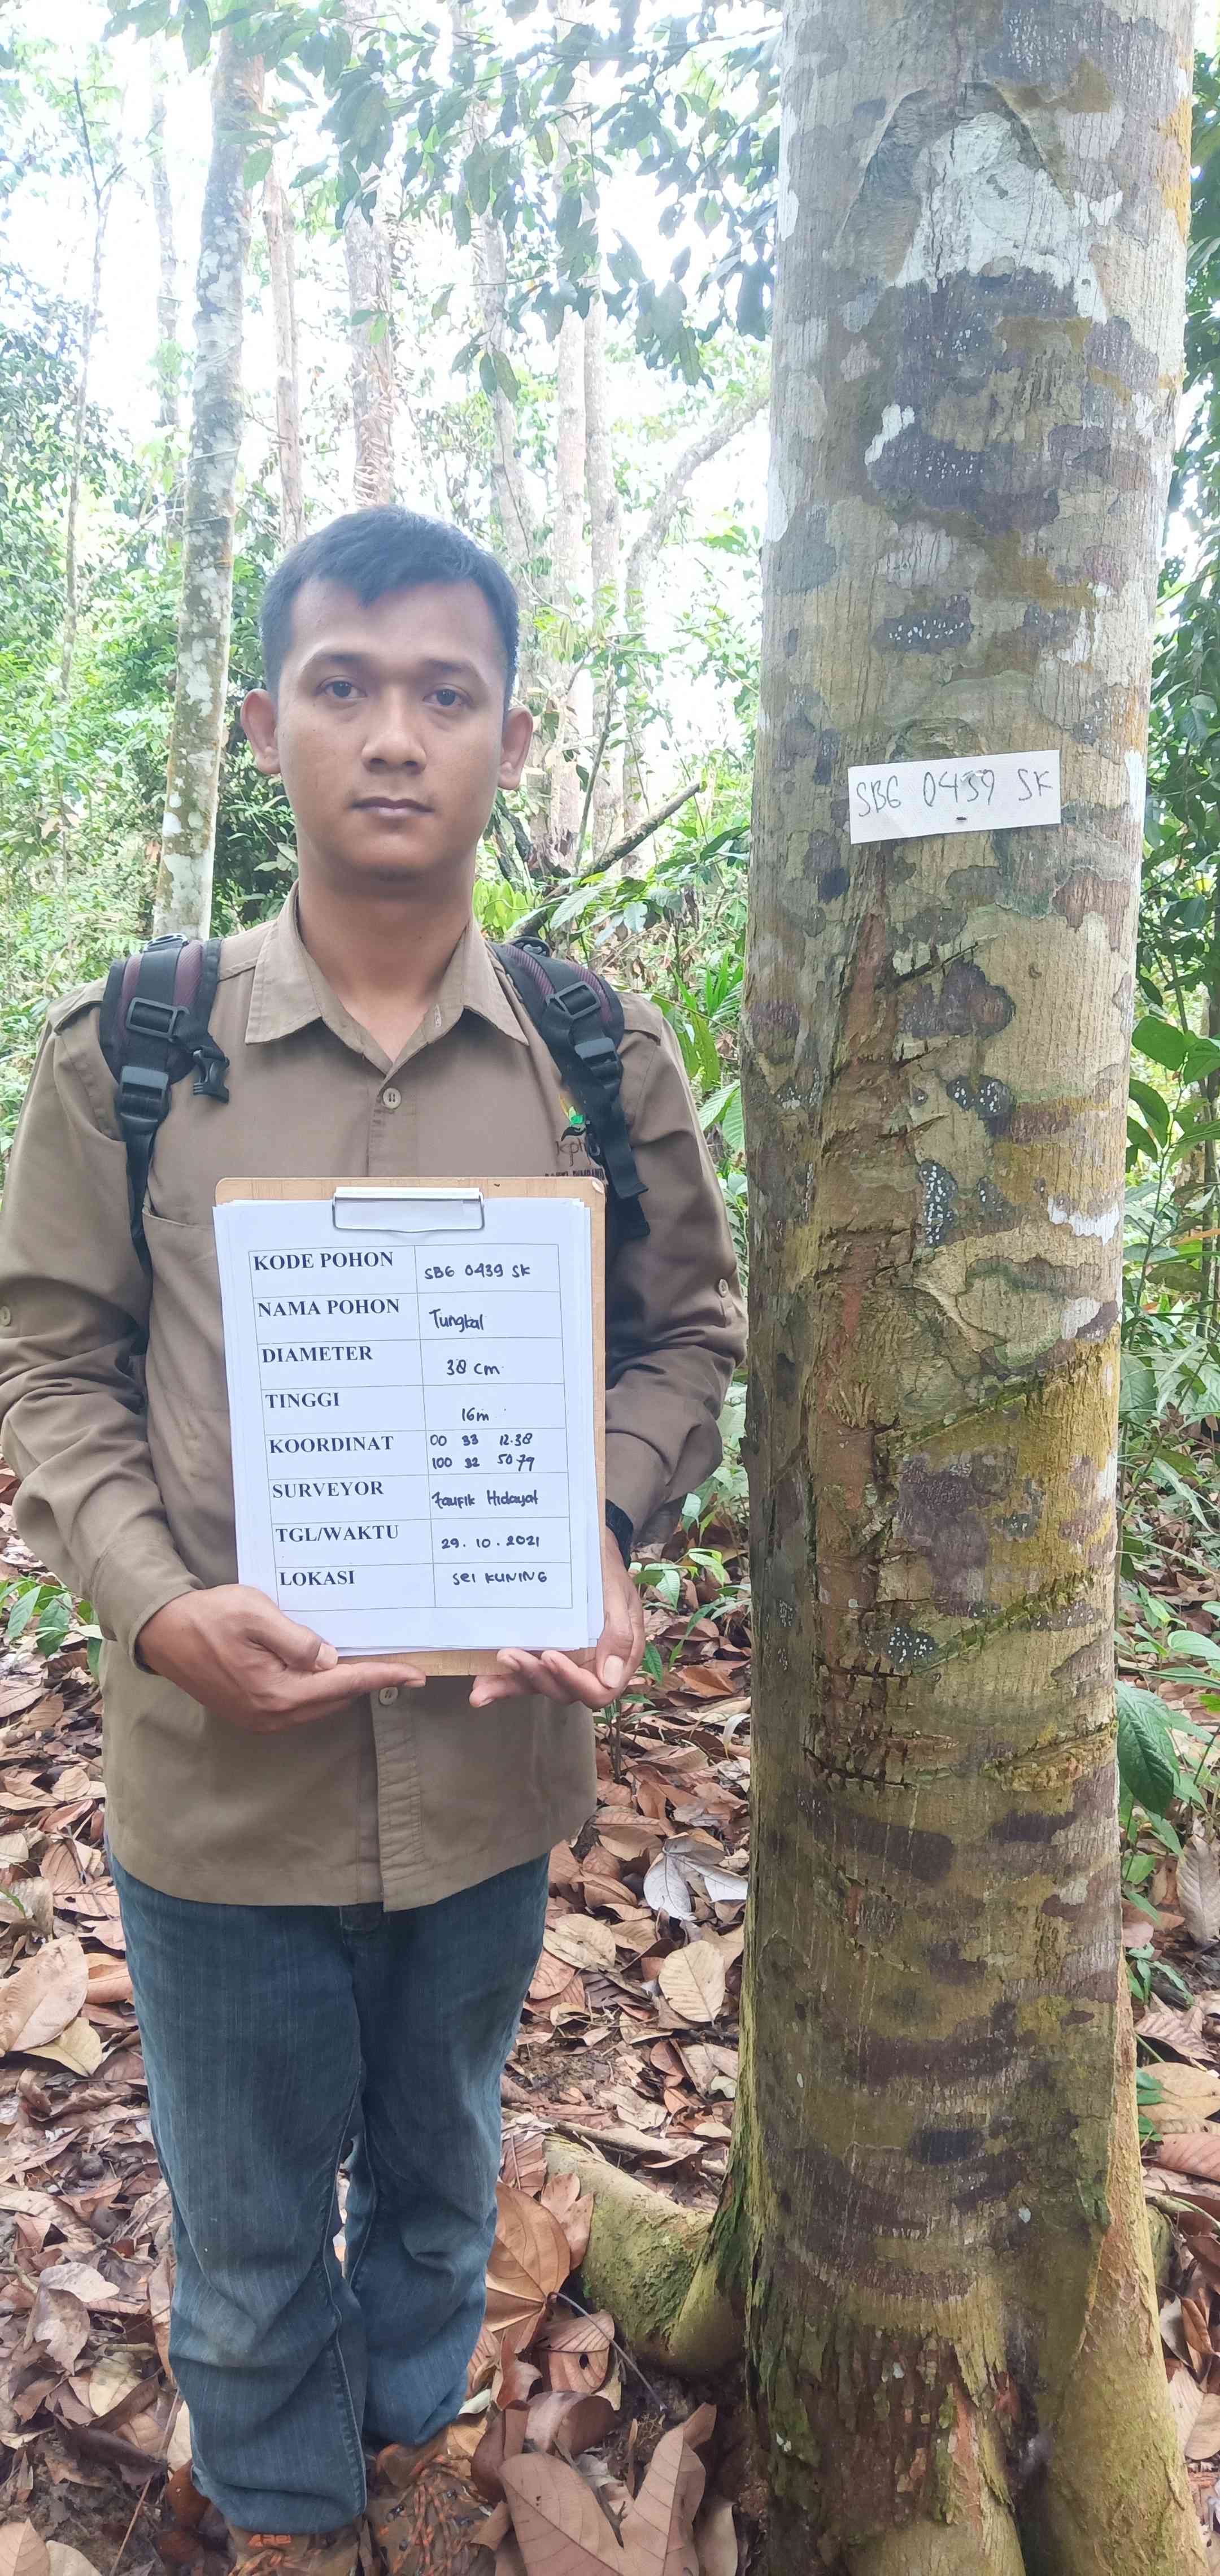 SBG 0439 SK
kph
KODE POHON SBG 0439 SK
NAMA POHON Tungkal
DIAMETER 38 cm
TINGGI 16m
KOORDINAT 00 33 12.38
100 32 50.79
SURVEYOR Taufik Hidayat
TGL/WAKTU 29.10.2021
LOKASI SEI KUNING